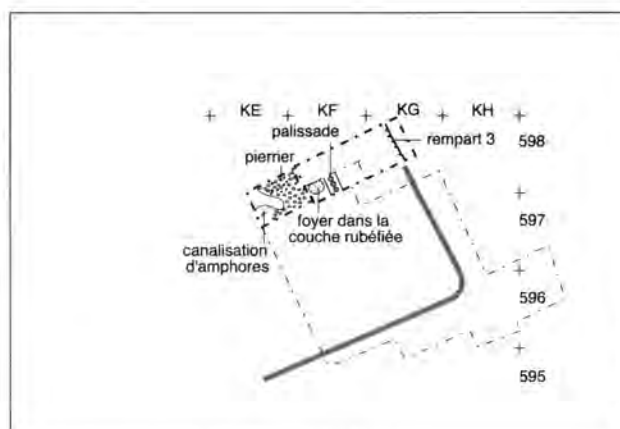 KE KF KG KH
palissade
598
rempart 3
pierrier
597
foyer dans la
couche rubéfiée
canalisation
d'amphores
596
595